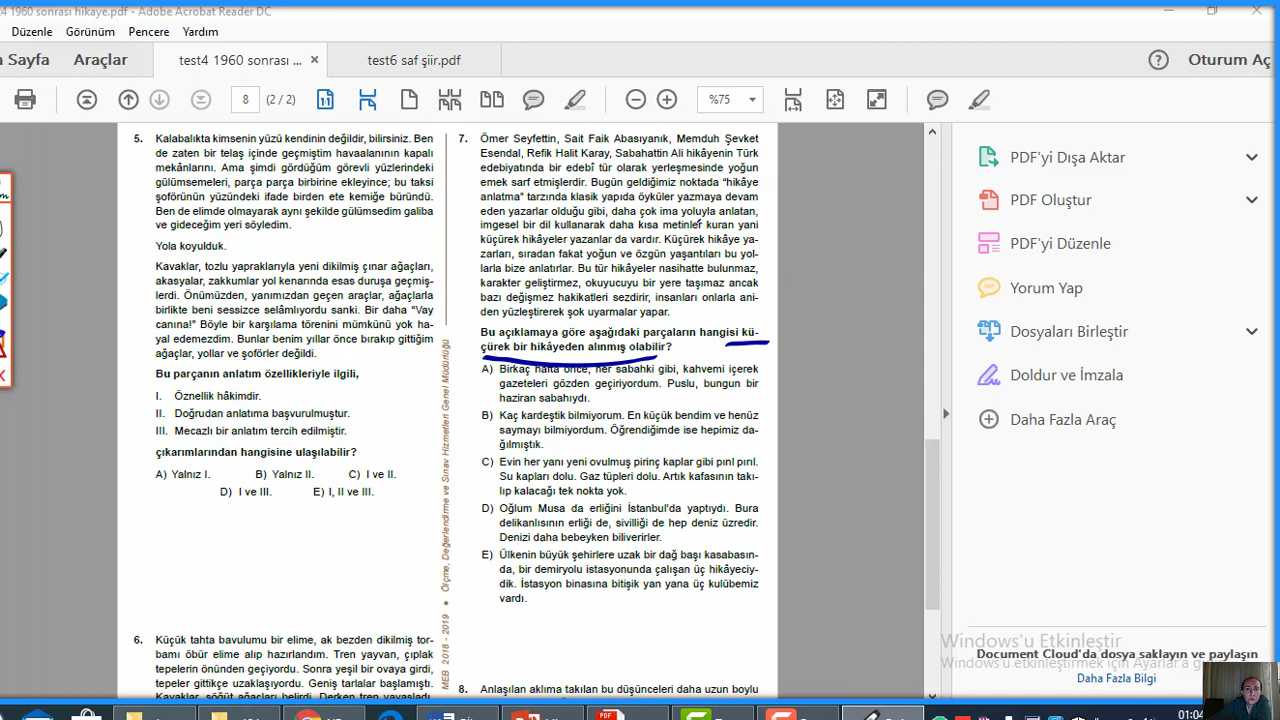 4 1960 sonrası hikaye.pdf - Adobe Acrobat Reader DC
Düzenle Görünüm Pencere Yardım
Sayfa Araçlar test4 1960 sonrası ... × test6 saf şiir.pdf Oturum Aç
8 (2 / 2) %75
5. Kalabalıkta kimsenin yüzü kendinin değildir, bilirsiniz. Ben
de zaten bir telaş içinde geçmiştim havaalanının kapalı
mekânlarını. Ama şimdi gördüğüm görevli yüzlerindeki
gülümsemeleri, parça parça birbirine ekleyince; bu taksi
şoförünün yüzündeki ifade birden ete kemiğe büründü.
Ben de elimde olmayarak aynı şekilde gülümsedim galiba
ve gideceğim yeri söyledim.
Yola koyulduk.
Kavaklar, tozlu yapraklarıyla yeni dikilmiş çınar ağaçları,
akasyalar, zakkumlar yol kenarında esas duruşa geçmiş-
lerdi. Önümüzden, yanımızdan geçen araçlar, ağaçlarla
birlikte beni sessizce selâmlıyordu sanki. Bir daha “Vay
canına!” Böyle bir karşılama törenini mümkünü yok ha-
yal edemezdim. Bunlar benim yıllar önce bırakıp gittiğim
ağaçlar, yollar ve şoförler değildi.
Bu parçanın anlatım özellikleriyle ilgili,
I. Öznellik hâkimdir.
II. Doğrudan anlatıma başvurulmuştur.
III. Mecazlı bir anlatım tercih edilmiştir.
çıkarımlarından hangisine ulaşılabilir?
A) Yalnız I. B) Yalnız II. C) I ve II.
D) I ve III. E) I, II ve III.
6. Küçük tahta bavulumu bir elime, ak bezden dikilmiş tor-
bamı öbür elime alıp hazırlandım. Tren yayvan, çıplak
tepelerin önünden geçiyordu. Sonra yeşil bir ovaya girdi,
tepeler gittikçe uzaklaşıyordu. Geniş tarlalar başlamıştı.
Kavaklar, söğüt ağaçları belirdi. Derken tren yavaşladı.
Ölçme, Değerlendirme ve Sınav Hizmetleri Genel Müdürlüğü
MEB 2018 - 2019
7. Ömer Seyfettin, Sait Faik Abasıyanık, Memduh Şevket
Esendal, Refik Halit Karay, Sabahattin Ali hikâyenin Türk
edebiyatında bir edebî tür olarak yerleşmesinde yoğun
emek sarf etmişlerdir. Bugün geldiğimiz noktada “hikâye
anlatma” tarzında klasik yapıda öyküler yazmaya devam
eden yazarlar olduğu gibi, daha çok ima yoluyla anlatan,
imgesel bir dil kullanarak daha kısa metinler kuran yani
küçürek hikâyeler yazanlar da vardır. Küçürek hikâye ya-
zarları, sıradan fakat yoğun ve özgün yaşantıları bu yol-
larla bize anlatırlar. Bu tür hikâyeler nasihatte bulunmaz,
karakter geliştirmez, okuyucuyu bir yere taşımaz ancak
bazı değişmez hakikatleri sezdirir, insanları onlarla ani-
den yüzleştirerek şok uyarmalar yapar.
Bu açıklamaya göre aşağıdaki parçaların hangisi kü-
çürek bir hikâyeden alınmış olabilir?
A) Birkaç hafta önce, her sabahki gibi, kahvemi içerek
gazeteleri gözden geçiriyordum. Puslu, bungun bir
haziran sabahıydı.
B) Kaç kardeştik bilmiyorum. En küçük bendim ve henüz
saymayı bilmiyordum. Öğrendiğimde ise hepimiz da-
ğılmıştık.
C) Evin her yanı yeni ovulmuş pirinç kaplar gibi pırıl pırıl.
Su kapları dolu. Gaz tüpleri dolu. Artık kafasının takı-
lıp kalacağı tek nokta yok.
D) Oğlum Musa da erliğini İstanbul’da yaptıydı. Bura
delikanlısının erliği de, sivilliği de hep deniz üzredir.
Denizi daha bebeyken biliverirler.
E) Ülkenin büyük şehirlere uzak bir dağ başı kasabasın-
da, bir demiryolu istasyonunda çalışan üç hikâyeciy-
dik. İstasyon binasına bitişik yan yana üç kulübemiz
vardı.
8. Anlaşılan aklıma takılan bu düşünceleri daha uzun boylu
PDF'yi Dışa Aktar
PDF Oluştur
PDF'yi Düzenle
Yorum Yap
Dosyaları Birleştir
Doldur ve İmzala
Daha Fazla Araç
Windows'u Etkinleştir
Document Cloud'da dosya saklayın ve paylaşın
Windows'u etkinleştirmek için Ayarlar'a
Daha Fazla Bilgi
01:04